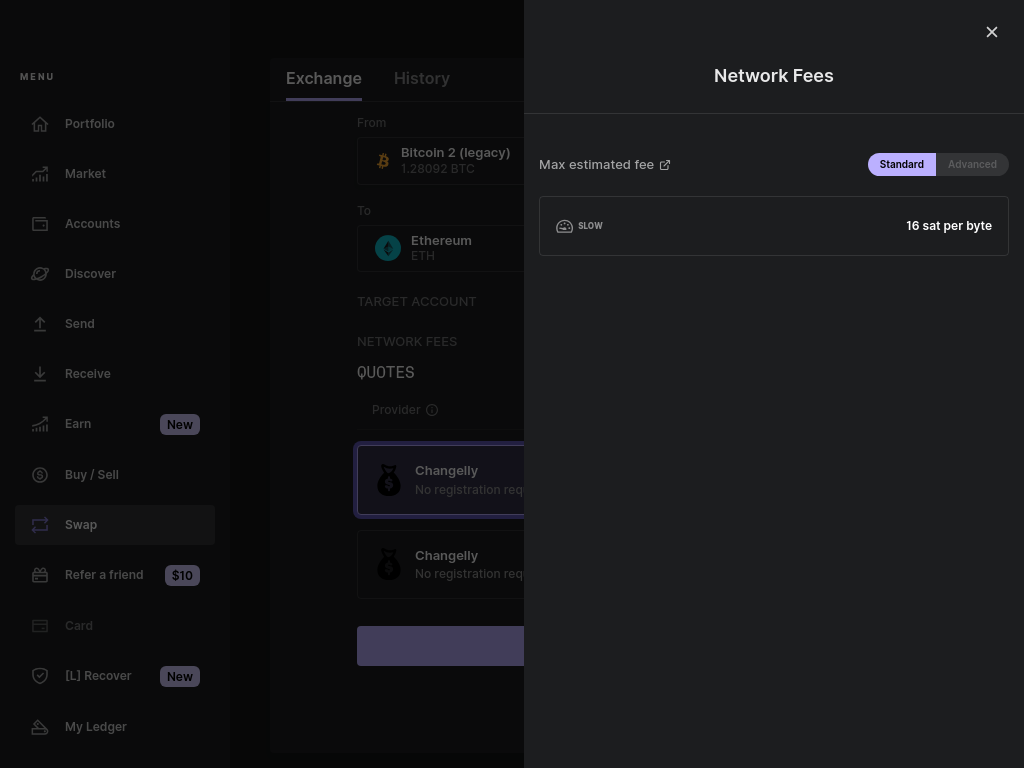 MENU
Portfolio
Market
Accounts
Discover
Send
Receive
Earn New
Buy / Sell
Swap
Refer a friend $10
Card
[L] Recover New
My Ledger
Exchange History
From
Bitcoin 2 (legacy)
1.28092 BTC
To
Ethereum
ETH
TARGET ACCOUNT
NETWORK FEES
QUOTES
Provider
Changelly
No registration req
Changelly
No registration req
Network Fees
Max estimated fee
Standard Advanced
SLOW 16 sat per byte